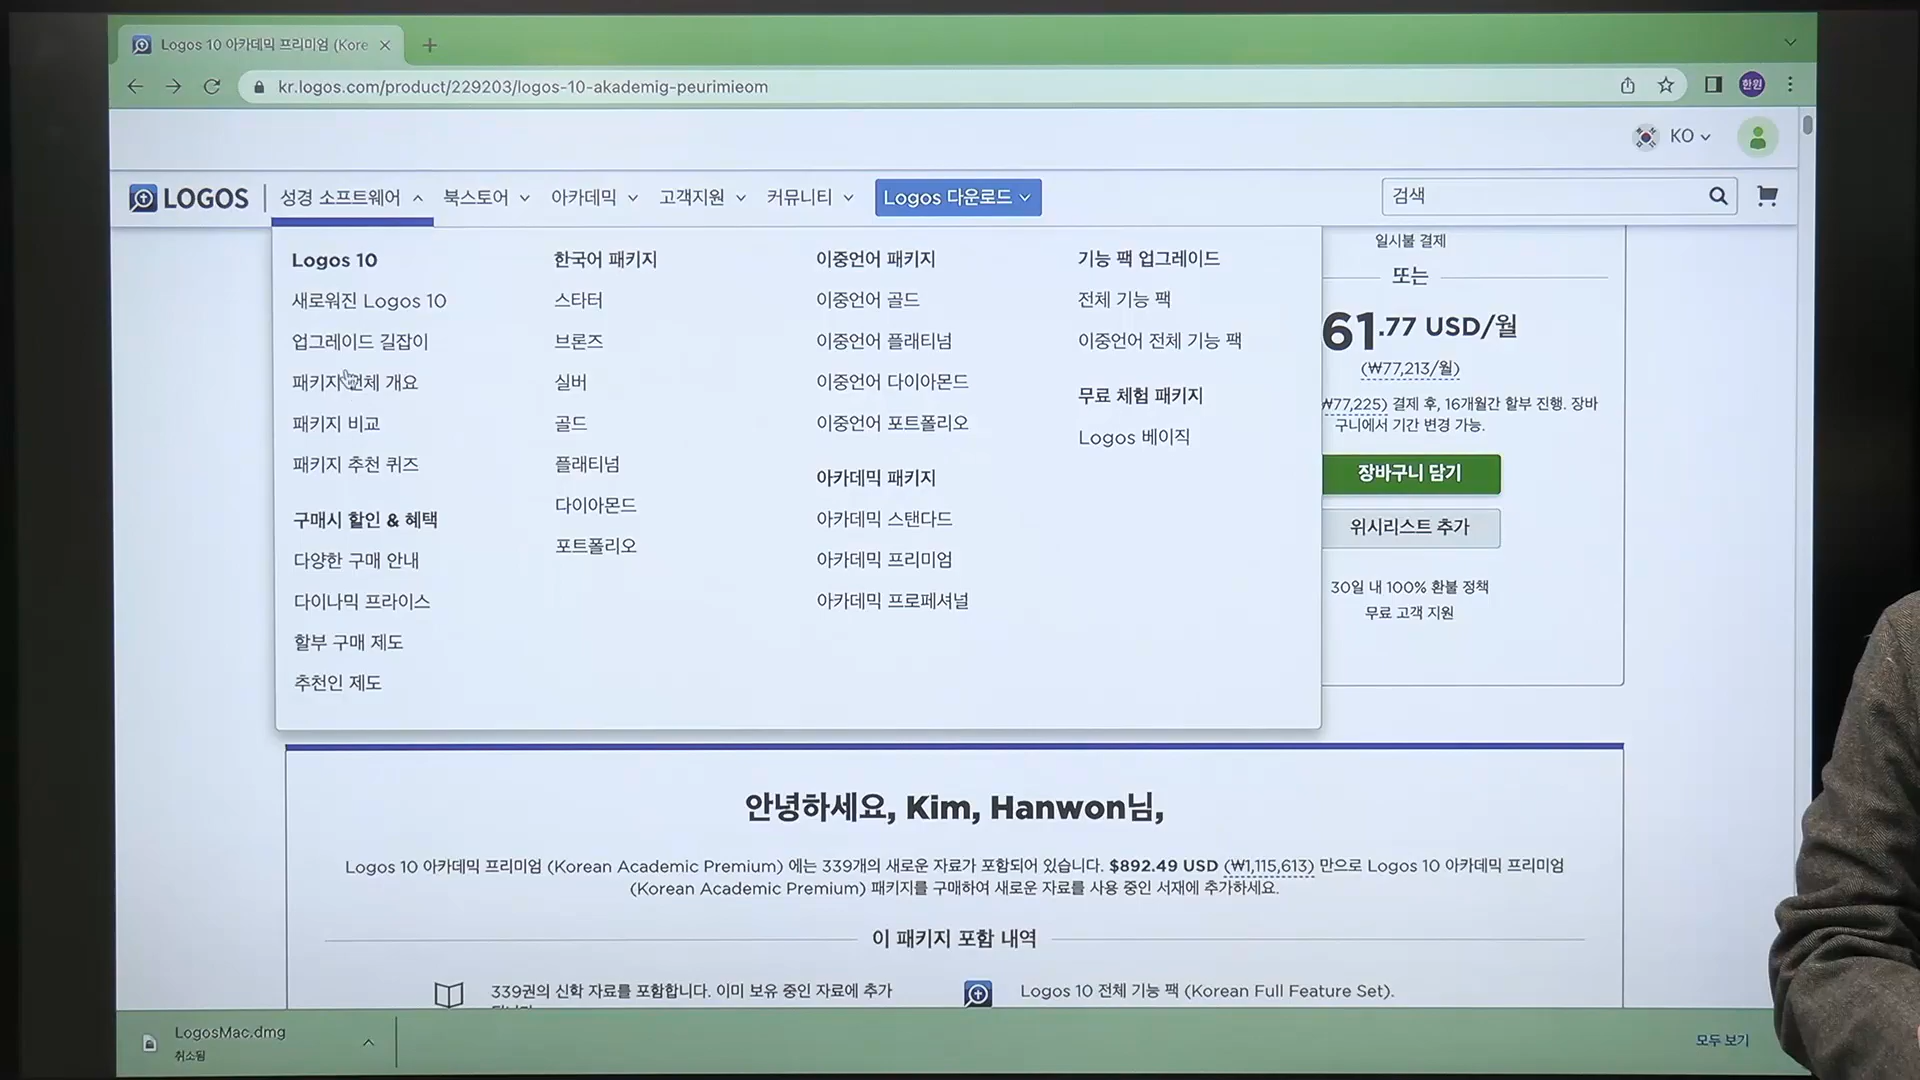 Logos 10 아카데믹 프리미엄 (Kore
kr.logos.com/product/229203/logos-10-akademig-peurimieom
한원
KO
LOGOS
성경 소프트웨어
북스토어
아카데믹
고객지원
커뮤니티
Logos 다운로드
검색
Logos 10
새로워진 Logos 10
업그레이드 길잡이
패키지 전체 개요
패키지 비교
패키지 추천 퀴즈
구매시 할인 & 혜택
다양한 구매 안내
다이나믹 프라이스
할부 구매 제도
추천인 제도
한국어 패키지
스타터
브론즈
실버
골드
플래티넘
다이아몬드
포트폴리오
이중언어 패키지
이중언어 골드
이중언어 플래티넘
이중언어 다이아몬드
이중언어 포트폴리오
아카데믹 패키지
아카데믹 스탠다드
아카데믹 프리미엄
아카데믹 프로페셔널
기능 팩 업그레이드
전체 기능 팩
이중언어 전체 기능 팩
무료 체험 패키지
Logos 베이직
일시불 결제
또는
61.77 USD/월
(₩77,213/월)
₩77,225) 결제 후, 16개월간 할부 진행. 장바
구니에서 기간 변경 가능.
장바구니 담기
위시리스트 추가
30일 내 100% 환불 정책
무료 고객 지원
안녕하세요, Kim, Hanwon님,
Logos 10 아카데믹 프리미엄 (Korean Academic Premium) 에는 339개의 새로운 자료가 포함되어 있습니다. $892.49 USD (₩1,115,613) 만으로 Logos 10 아카데믹 프리미엄
(Korean Academic Premium) 패키지를 구매하여 새로운 자료를 사용 중인 서재에 추가하세요.
이 패키지 포함 내역
339권의 신학 자료를 포함합니다. 이미 보유 중인 자료에 추가
Logos 10 전체 기능 팩 (Korean Full Feature Set).
LogosMac.dmg
취소됨
모두 보기